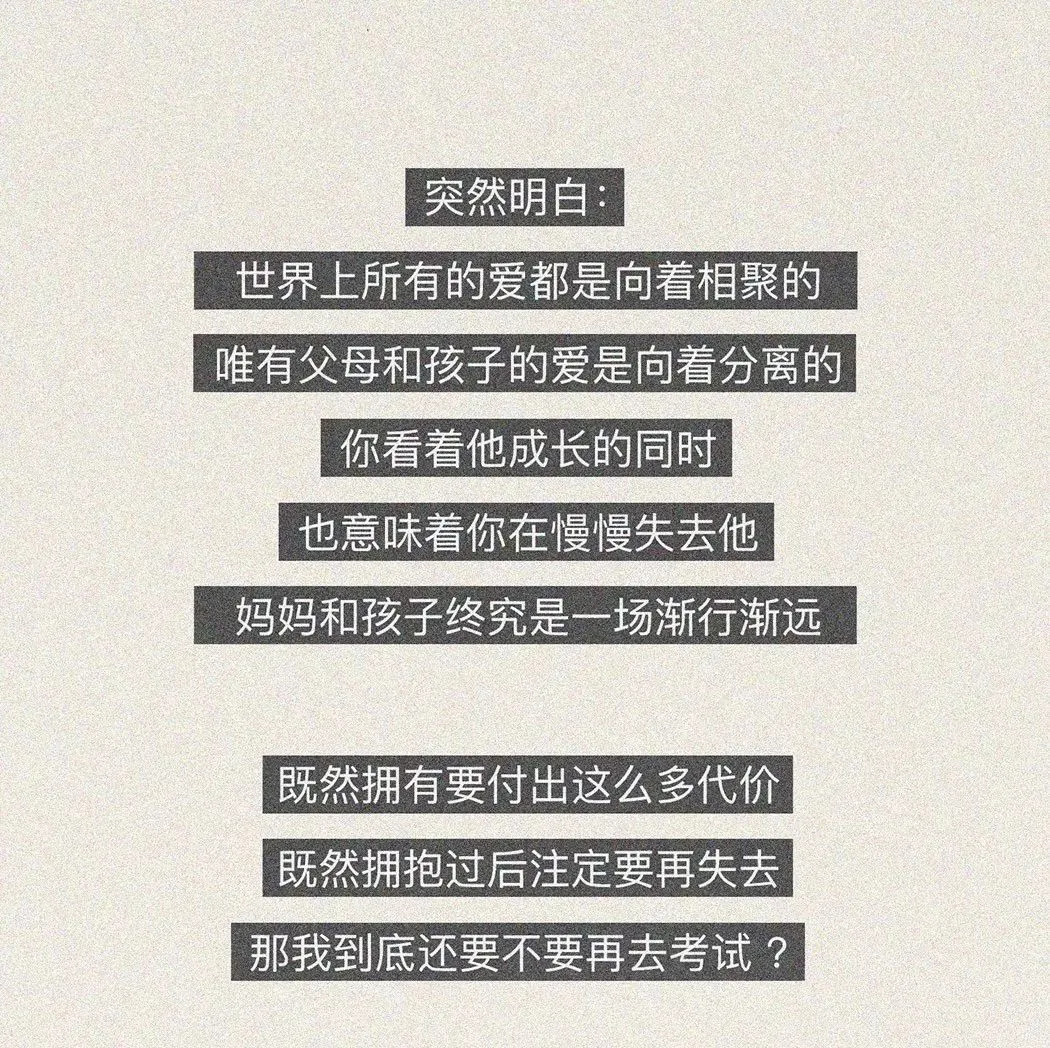 突然明白：
世界上所有的爱都是向着相聚的
唯有父母和孩子的爱是向着分离的
你看着他成长的同时
也意味着你在慢慢失去他
妈妈和孩子终究是一场渐行渐远
既然拥有要付出这么多代价
既然拥抱过后注定要再失去
那我到底还要不要再去考试？